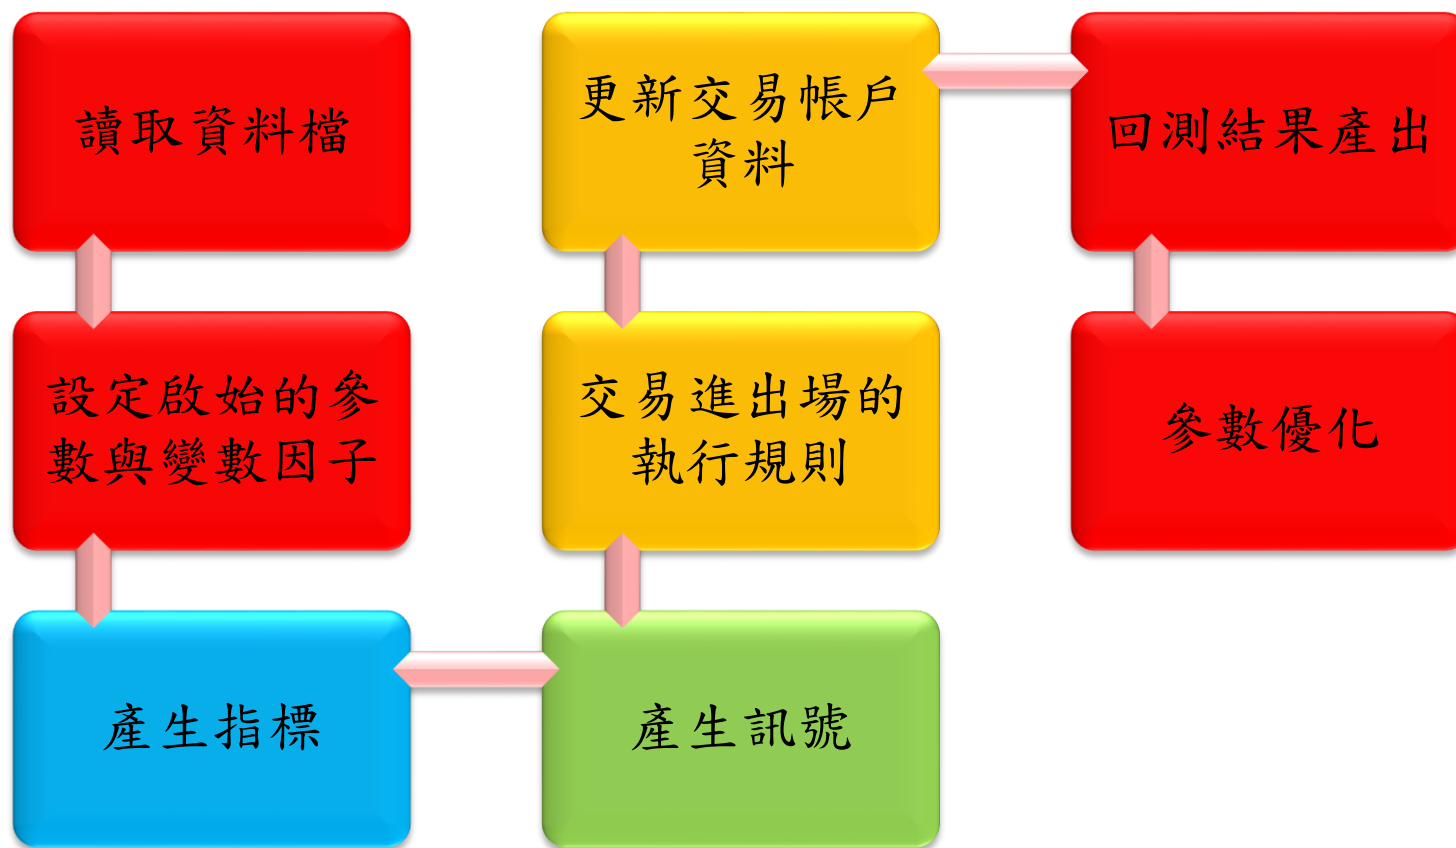 讀取資料檔
設定啟始的參
數與變數因子
產生指標
產生訊號
交易進出場的
執行規則
更新交易帳戶
資料
回測結果產出
參數優化